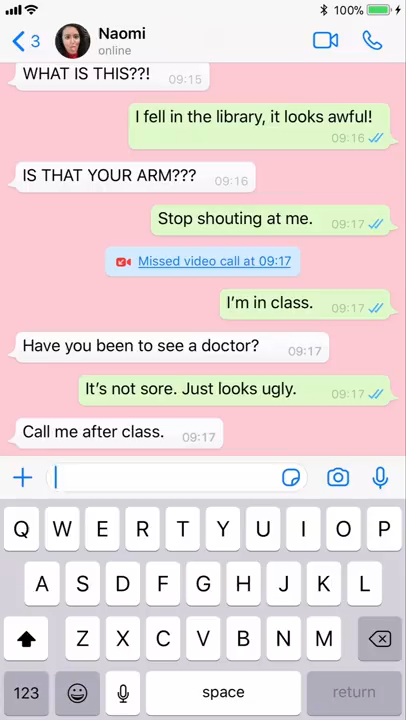 100%
3
Naomi
online
WHAT IS THIS??! 09:15
I fell in the library, it looks awful!
09:16
IS THAT YOUR ARM??? 09:16
Stop shouting at me. 09:17
Missed video call at 09:17
I'm in class. 09:17
Have you been to see a doctor? 09:17
It's not sore. Just looks ugly. 09:17
Call me after class. 09:17
Q W E R T Y U I O P
A S D F G H J K L
Z X C V B N M
123 space return